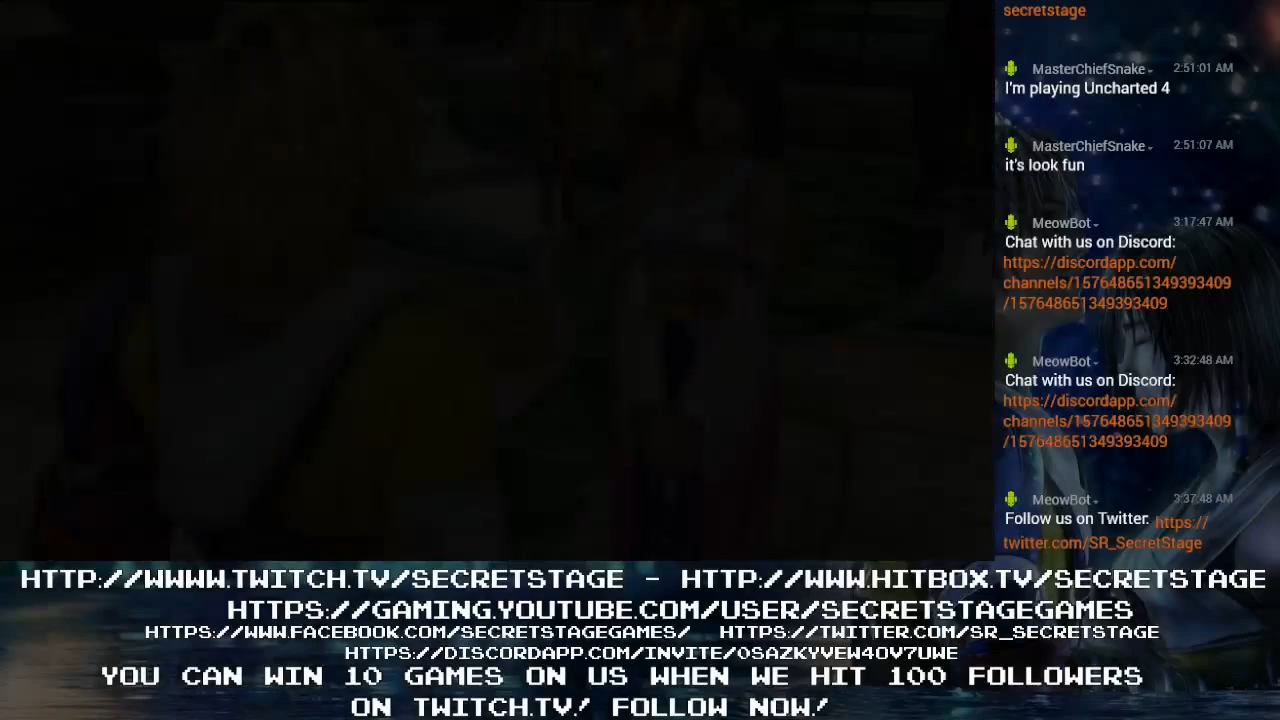 secretstage
MasterChiefSnake 2:51:01 AM
I'm playing Uncharted 4
MasterChiefSnake 2:51:07 AM
it's look fun
MeowBot 3:17:47 AM
Chat with us on Discord:
https://discordapp.com/
channels/157648651349393409
/157648651349393409
MeowBot 3:32:48 AM
Chat with us on Discord:
https://discordapp.com/
channels/157648651349393409
/157648651349393409
MeowBot 3:37:48 AM
Follow us on Twitter: https://
twitter.com/SR_SecretStage
HTTP://WWWW.TWITCH.TV/SECRETSTAGE - HTTP://WWW.HITBOX.TV/SECRETSTAGE
HTTPS://GAMING.YOUTUBE.COM/USER/SECRETSTAGEGAMES
HTTPS://WWW.FACEBOOK.COM/SECRETSTAGEGAMES/ HTTPS://TWITTER.COM/SR_SECRETSTAGE
HTTPS://DISCORDAPP.COM/INVITE/0SAZKYVEW4OV7UWE
YOU CAN WIN 10 GAMES ON US WHEN WE HIT 100 FOLLOWERS
ON TWITCH.TV! FOLLOW NOW!